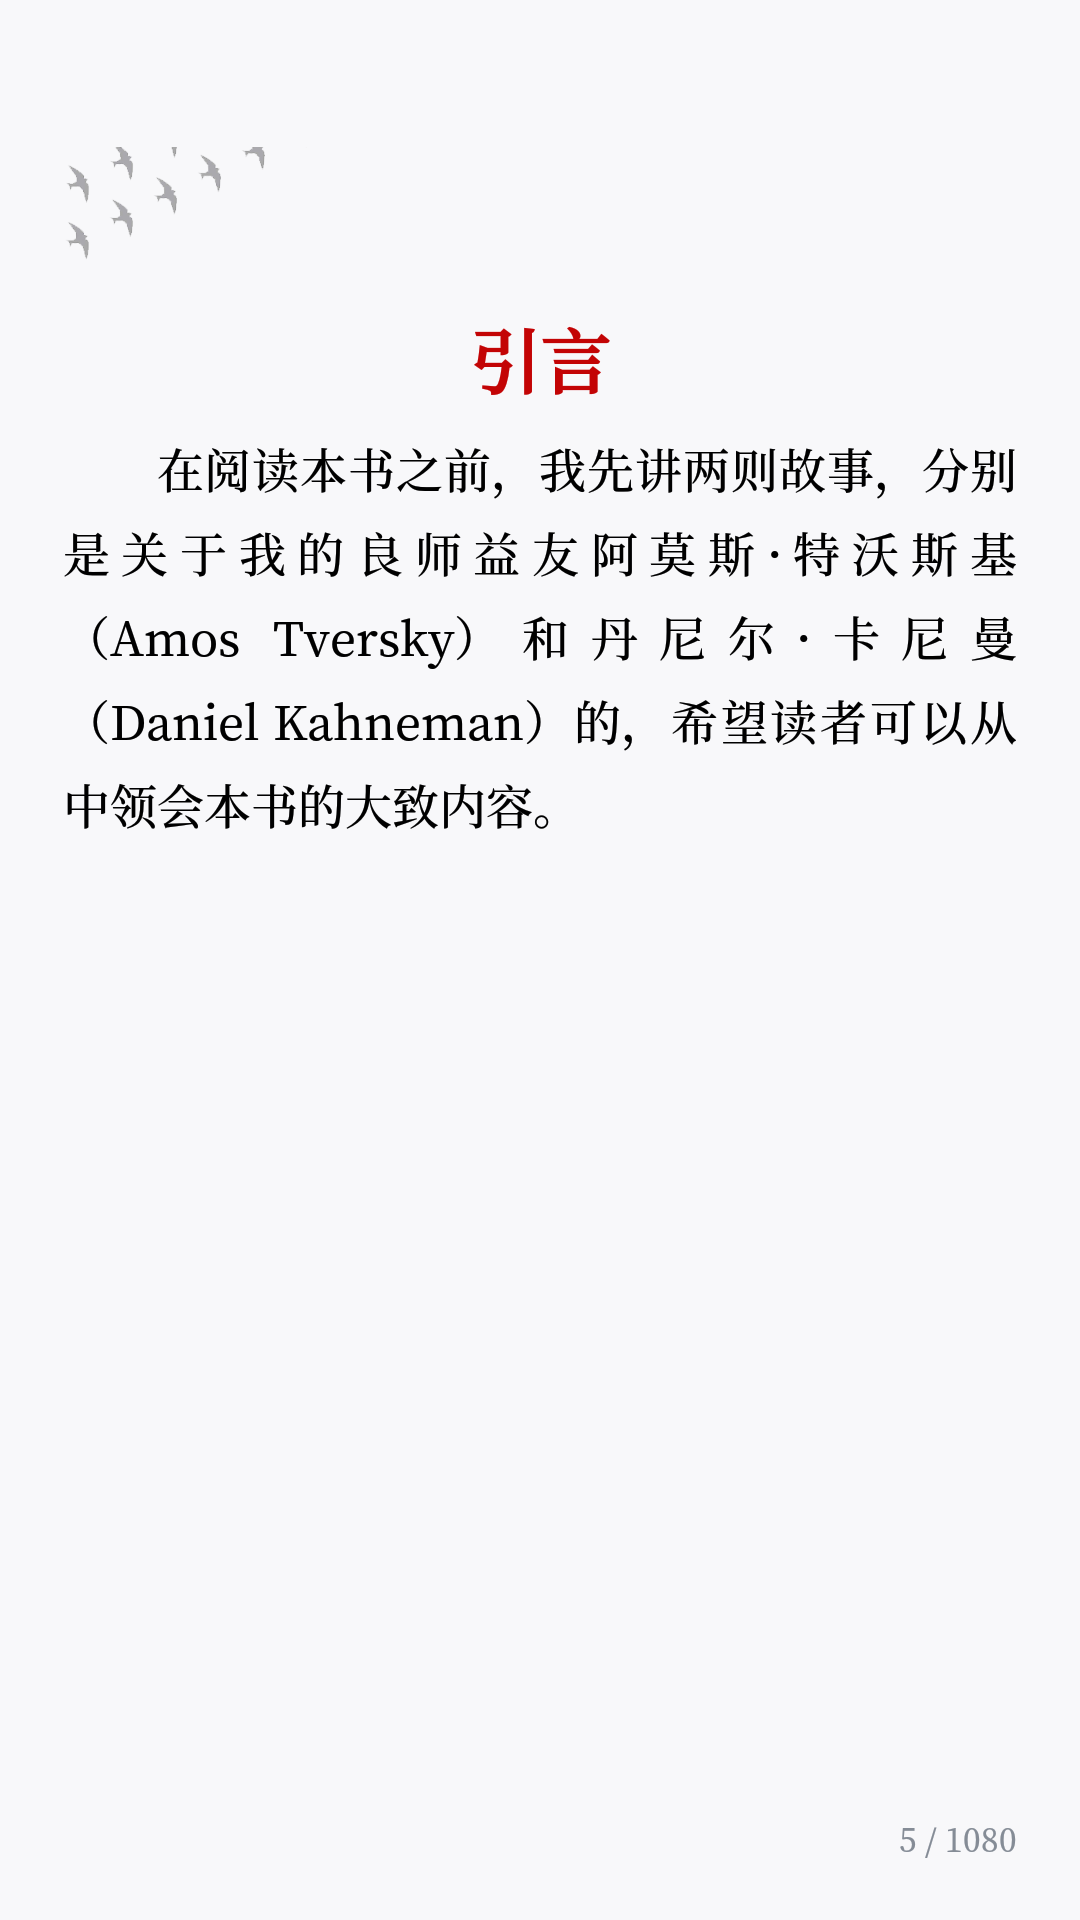 引言
在阅读本书之前，我先讲两则故事，分别
是关于我的良师益友阿莫斯·特沃斯基
（Amos Tversky）和丹尼尔·卡尼曼
（Daniel Kahneman）的，希望读者可以从
中领会本书的大致内容。
5 / 1080